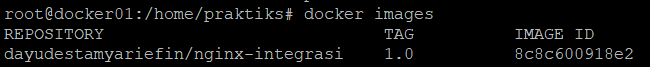 root@docker01:/home/praktiks# docker images
REPOSITORY TAG IMAGE ID
dayudestamyariefin/nginx-integrasi 1.0 8c8c600918e2